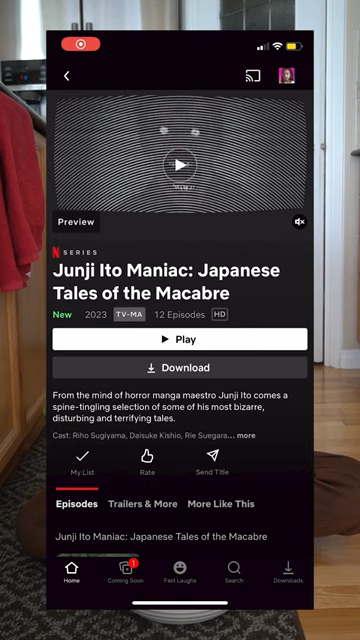 Preview
N SERIES
Junji Ito Maniac: Japanese
Tales of the Macabre
New 2023 TV-MA 12 Episodes HD
Play
Download
From the mind of horror manga maestro Junji Ito comes a
spine-tingling selection of some of his most bizarre,
disturbing and terrifying tales.
Cast: Riho Sugiyama, Daisuke Kishio, Rie Suegara... more
My List Rate Send Title
Episodes Trailers & More More Like This
Junji Ito Maniac: Japanese Tales of the Macabre
1
Home Coming Soon Fast Laughs Search Downloads